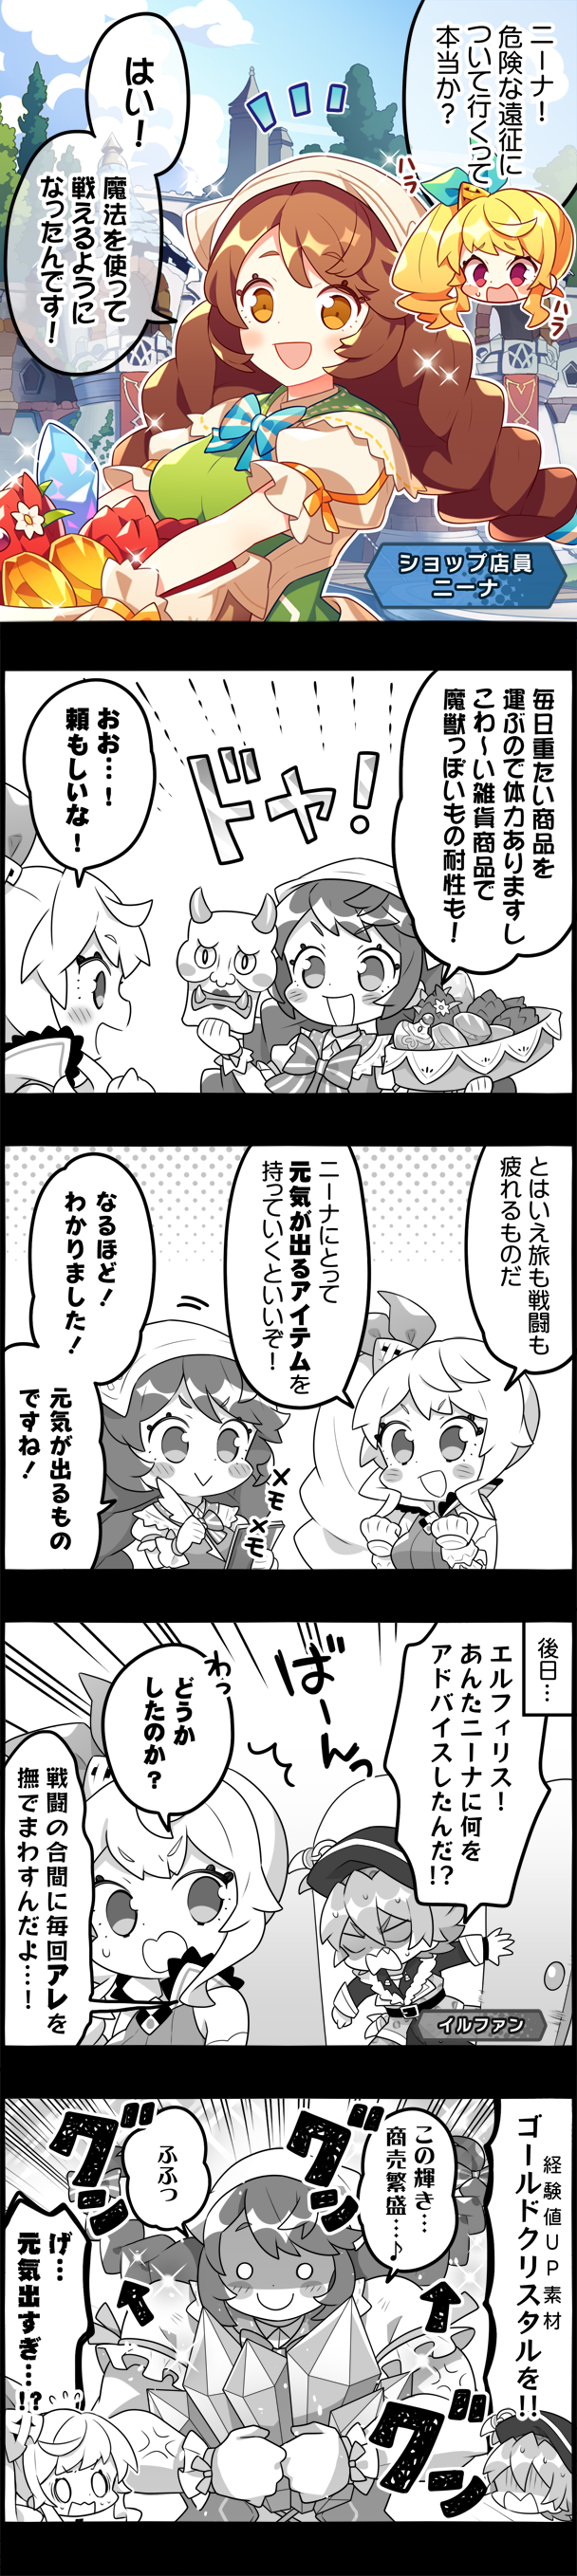 ニーナ！
危険な遠征に
ついて行くって
本当か？
ハラ
ハラ
はい！
魔法を使って
戦えるように
なったんです！
ショップ店員
ニーナ
毎日重たい商品を
運ぶので体力ありますし
こわ～い雑貨商品で
魔獣っぽいもの耐性も！
ドヤ！
おお…！
頼もしいな！
とはいえ旅も戦闘も
疲れるものだ
ニーナにとって
元気が出るアイテムを
持っていくといいぞ！
なるほど！
わかりました！
元気が出るもの
ですね！
メモ
メモ
後日…
エルフィリス！
あんたニーナに何を
アドバイスしたんだ!?
ばーんっ
わっ
どうか
したのか？
イルファン
戦闘の合間に毎回アレを
撫でまわすんだよ…！
経験値UP素材
ゴールドクリスタルを!!
この輝き…
商売繁盛…♪
グンッ
ふふっ
グンッ
げ…
元気出すぎ…!?
グンッ